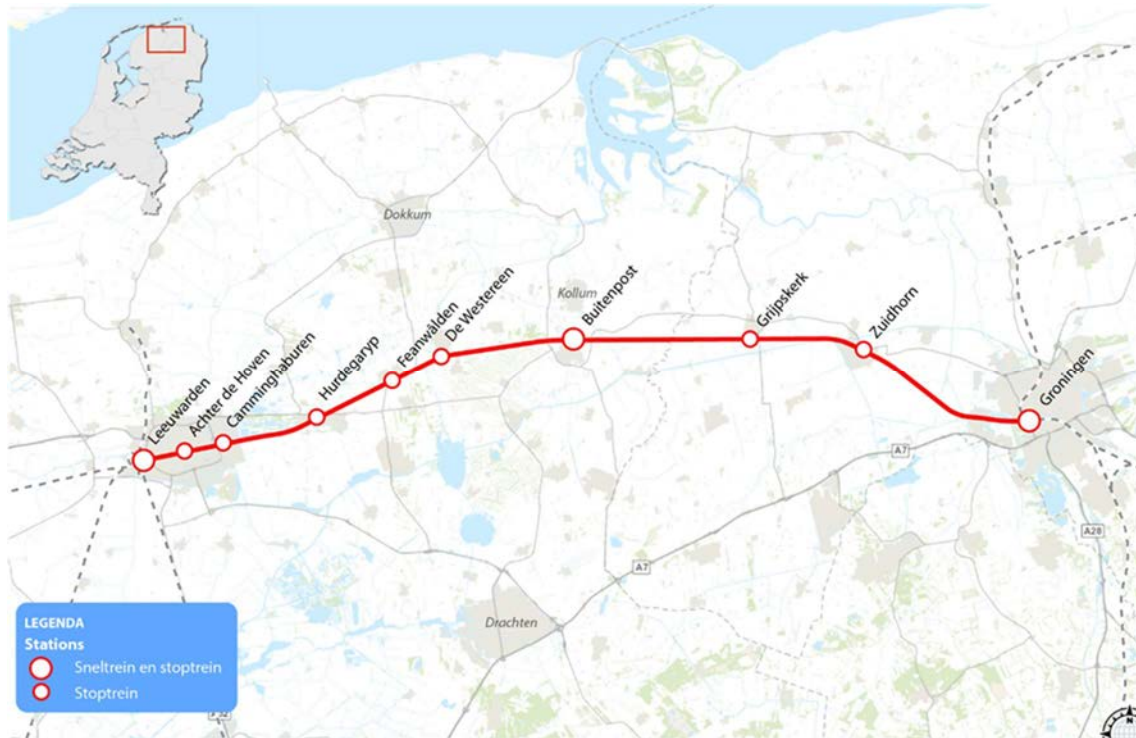 Dokkum
Kollum
Leeuwarden
Achter de Hoven
Camminghaburen
Hurdegaryp
Feanwâlden
De Westereen
Buitenpost
Grijpskerk
Zuidhorn
Groningen
A7
A7
A28
Drachten
LEGENDA
Stations
Sneltrein en stoptrein
Stoptrein
N